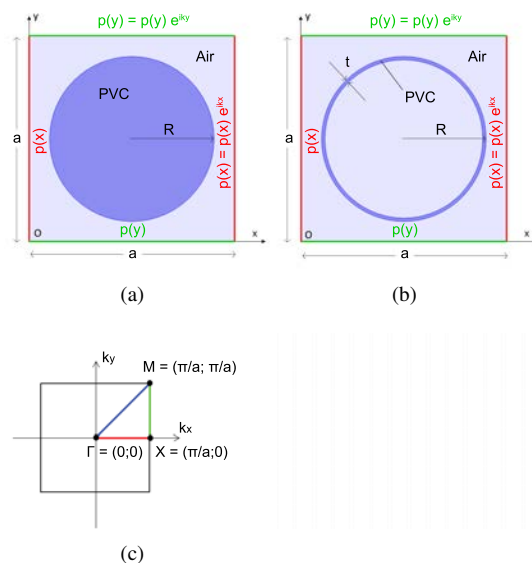 p(y) = p(y) e^iky
y
Air
PVC
a
R
p(x)
p(x) = p(x) e^ikx
p(y)
O
x
a
(a)
p(y) = p(y) e^iky
y
t
Air
PVC
a
R
p(x)
p(x) = p(x) e^ikx
p(y)
O
x
a
(b)
ky
M = (π/a; π/a)
kx
Γ = (0;0)
X = (π/a;0)
(c)